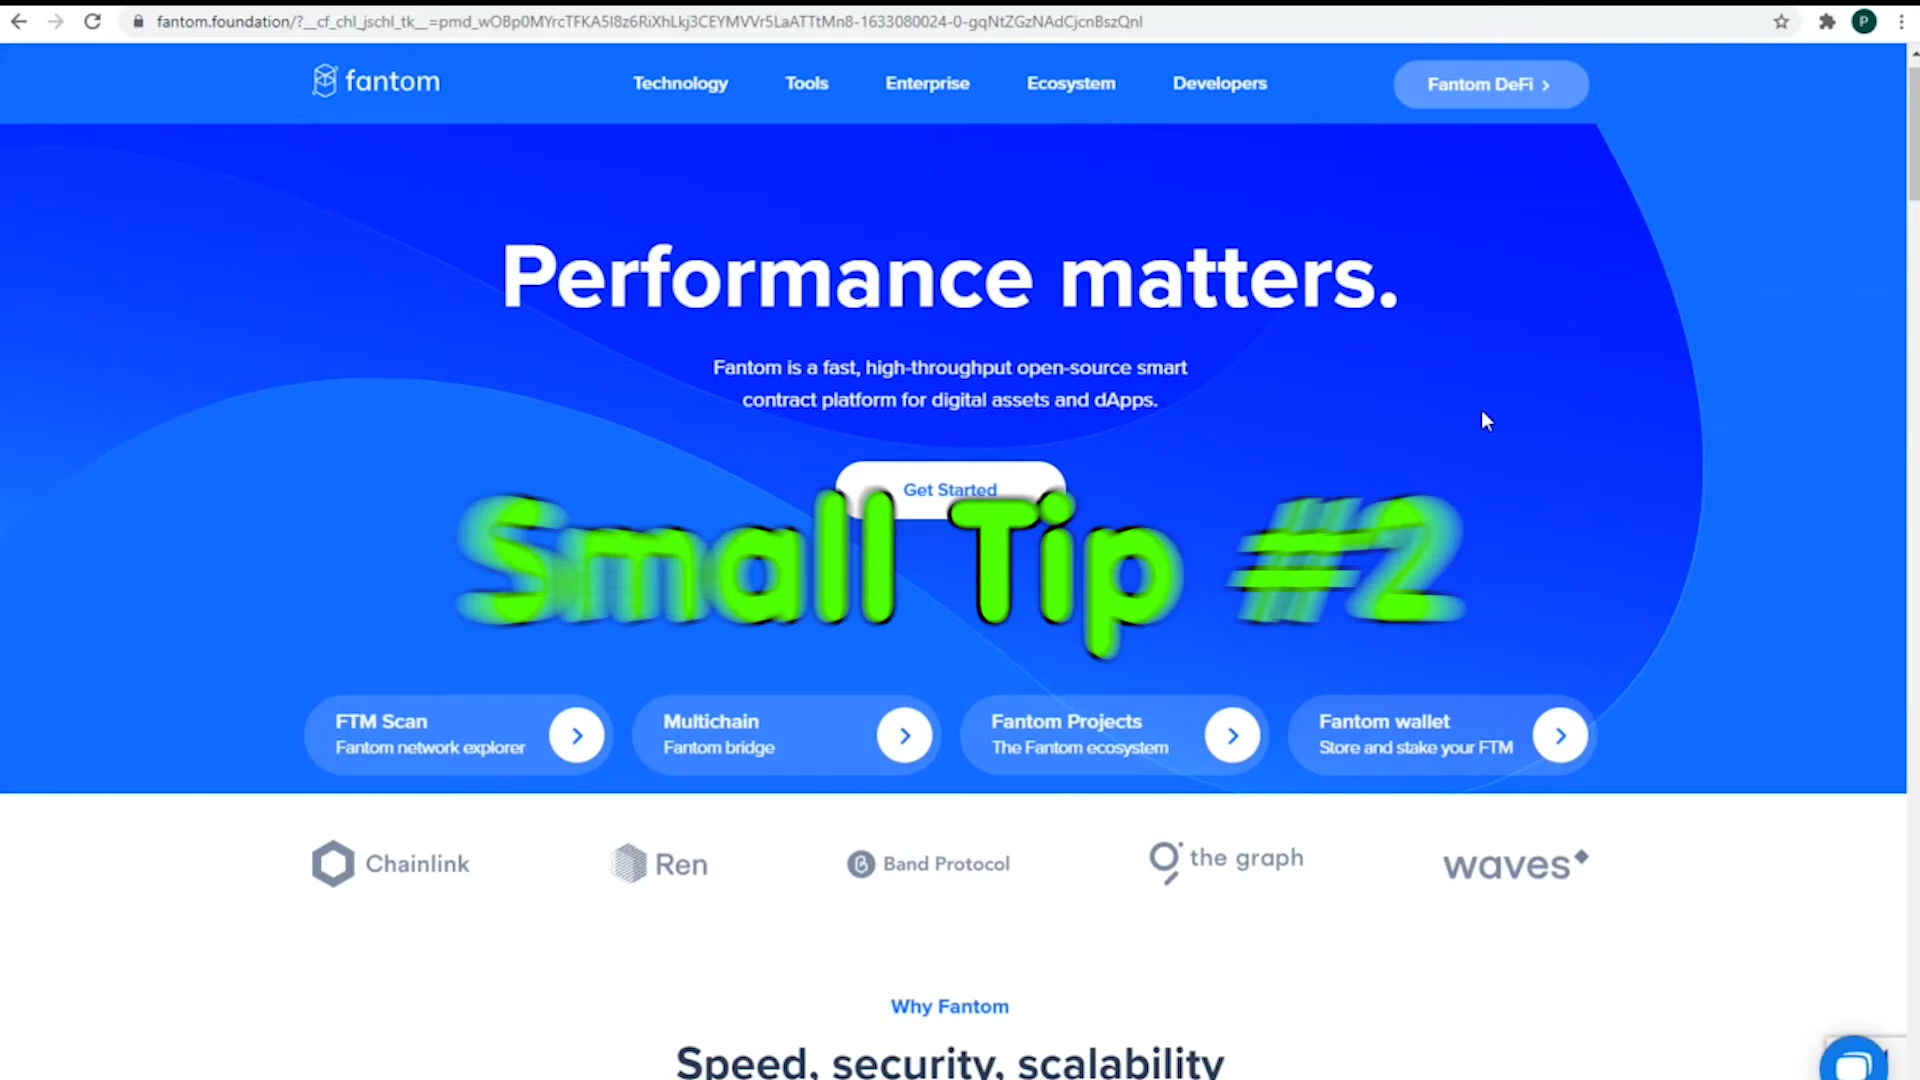 fantom.foundation/?__cf_chl_jschl_tk__=pmd_wOBp0MYrcTFKA5I8z6RiXhLkj3CEYMVVr5LaATTtMn8-1633080024-0-gqNtZGzNAdCjcnBszQnl
P
fantom
Technology
Tools
Enterprise
Ecosystem
Developers
Fantom DeFi
Performance matters.
Fantom is a fast, high-throughput open-source smart
contract platform for digital assets and dApps.
Get Started
Small Tip #2
FTM Scan
Fantom network explorer
Multichain
Fantom bridge
Fantom Projects
The Fantom ecosystem
Fantom wallet
Store and stake your FTM
Chainlink
Ren
Band Protocol
the graph
waves
Why Fantom
Speed, security, scalability